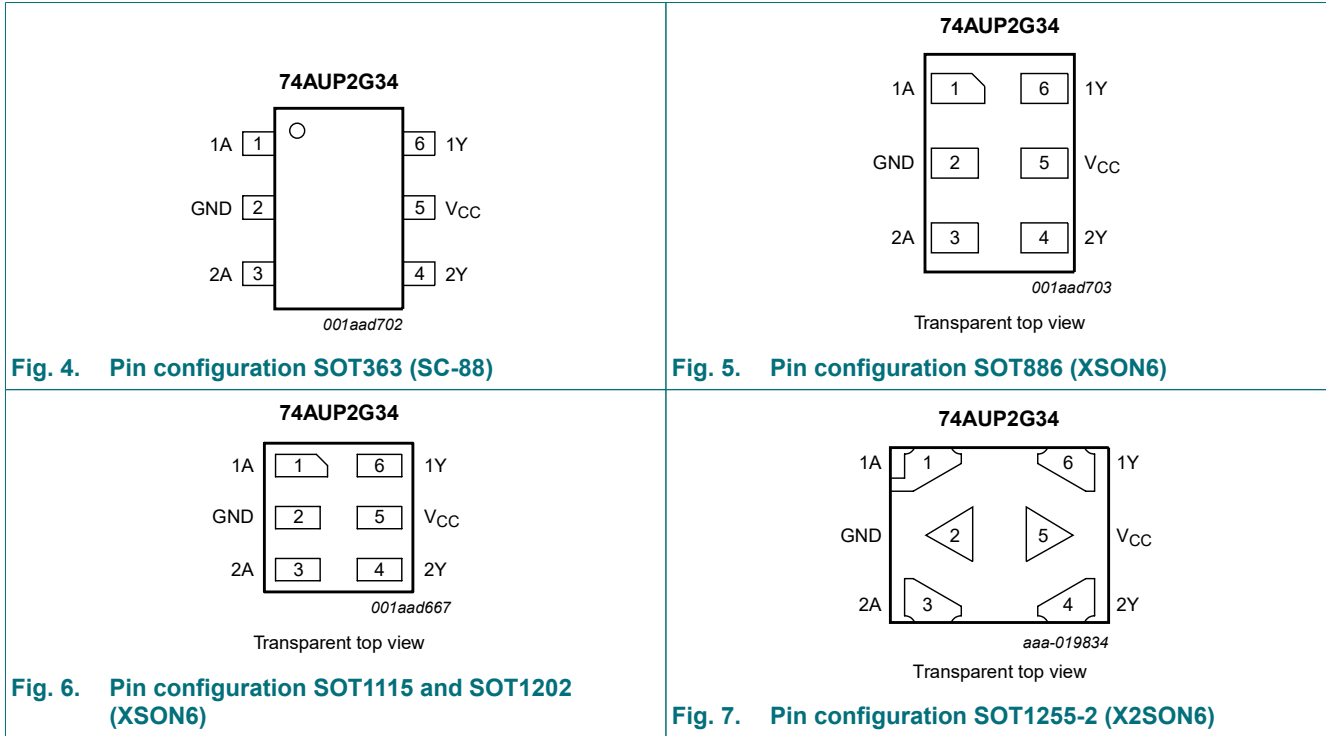 74AUP2G34
1A 1 6 1Y
GND 2 5 VCC
2A 3 4 2Y
001aad702
Fig. 4. Pin configuration SOT363 (SC-88)
74AUP2G34
1A 1 6 1Y
GND 2 5 VCC
2A 3 4 2Y
001aad703
Transparent top view
Fig. 5. Pin configuration SOT886 (XSON6)
74AUP2G34
1A 1 6 1Y
GND 2 5 VCC
2A 3 4 2Y
001aad667
Transparent top view
Fig. 6. Pin configuration SOT1115 and SOT1202
(XSON6)
74AUP2G34
1A 1 6 1Y
GND 2 5 VCC
2A 3 4 2Y
aaa-019834
Transparent top view
Fig. 7. Pin configuration SOT1255-2 (X2SON6)